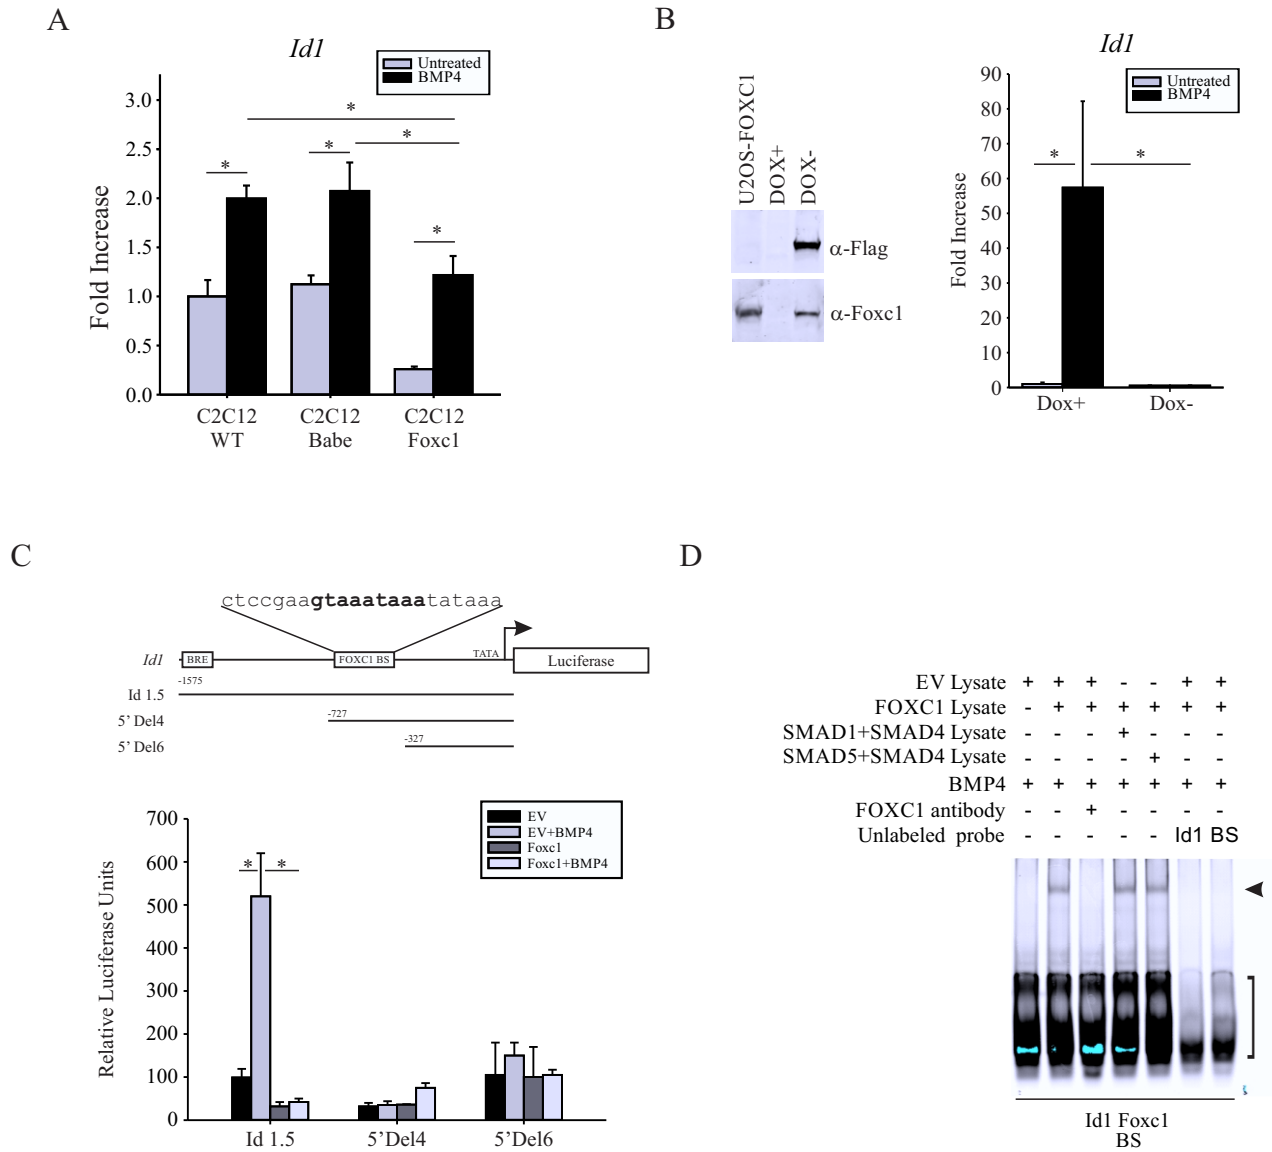 A
Id1
Untreated
BMP4
Fold Increase
3.0
2.5
2.0
1.5
1.0
0.5
0.0
*
*
*
*
*
C2C12 WT
C2C12 Babe
C2C12 Foxc1
B
U2OS-FOXC1
DOX+
DOX-
α-Flag
α-Foxc1
Id1
Untreated
BMP4
Fold Increase
90
80
70
60
50
40
30
20
10
0
*
*
Dox+
Dox-
C
ctccgaagtaaataaatataaa
Id1
BRE
FOXC1 BS
TATA
Luciferase
-1575
Id 1.5
-727
5' Del4
-327
5' Del6
EV
EV+BMP4
Foxc1
Foxc1+BMP4
Relative Luciferase Units
700
600
500
400
300
200
100
0
*
*
Id 1.5
5'Del4
5'Del6
D
EV Lysate + + + - - + +
FOXC1 Lysate - + + + + + +
SMAD1+SMAD4 Lysate - - - + - - -
SMAD5+SMAD4 Lysate - - - - + - -
BMP4 + + + + + + +
FOXC1 antibody - - + - - - -
Unlabeled probe - - - - - Id1 BS
Id1 Foxc1
BS